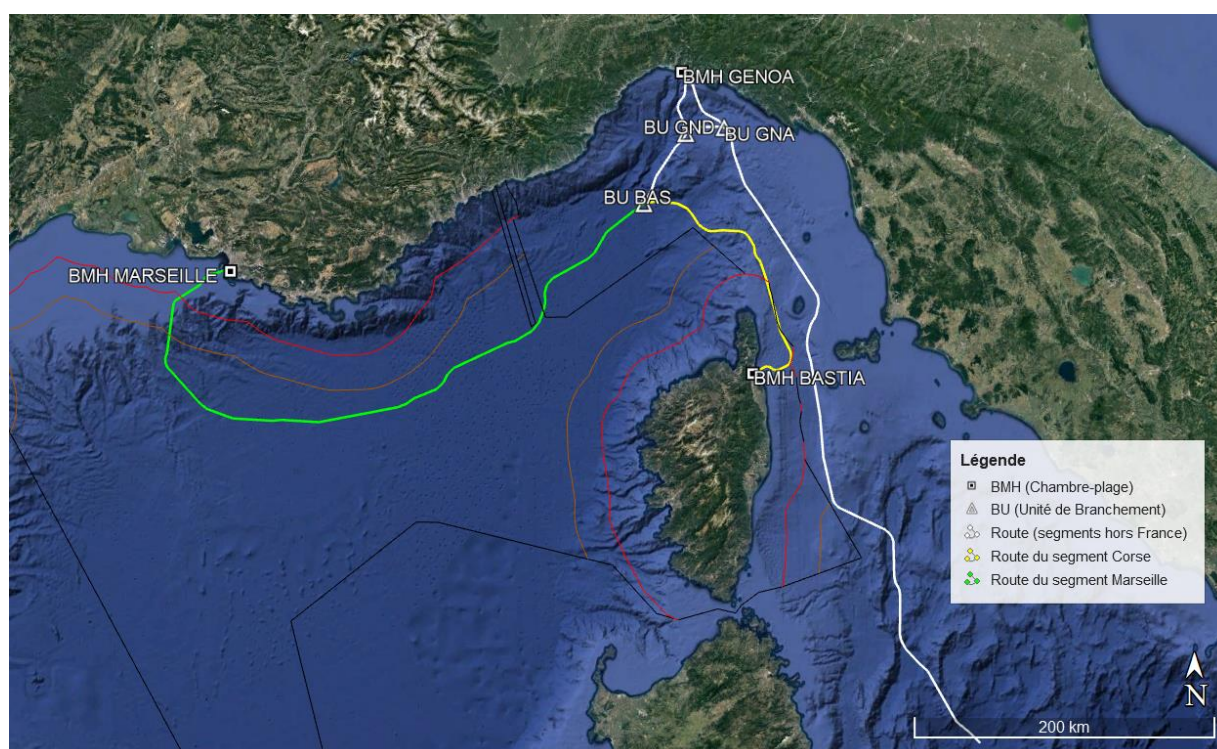 BMH GENOA
BU GND
BU GNA
BU BAS
BMH MARSEILLE
BMH BASTIA
Légende
BMH (Chambre-plage)
BU (Unité de Branchement)
Route (segments hors France)
Route du segment Corse
Route du segment Marseille
N
200 km